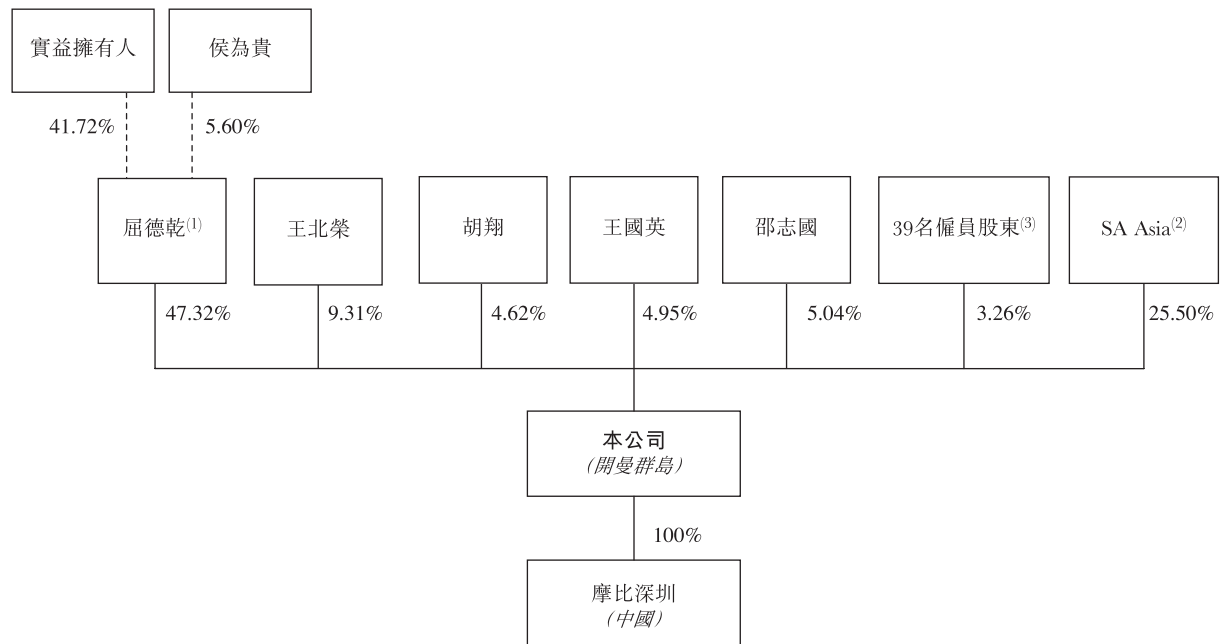 實益擁有人
侯為貴
41.72%
5.60%
屈德乾(1)
王北榮
胡翔
王國英
邵志國
39名僱員股東(3)
SA Asia(2)
47.32%
9.31%
4.62%
4.95%
5.04%
3.26%
25.50%
本公司
（開曼群島）
100%
摩比深圳
（中國）